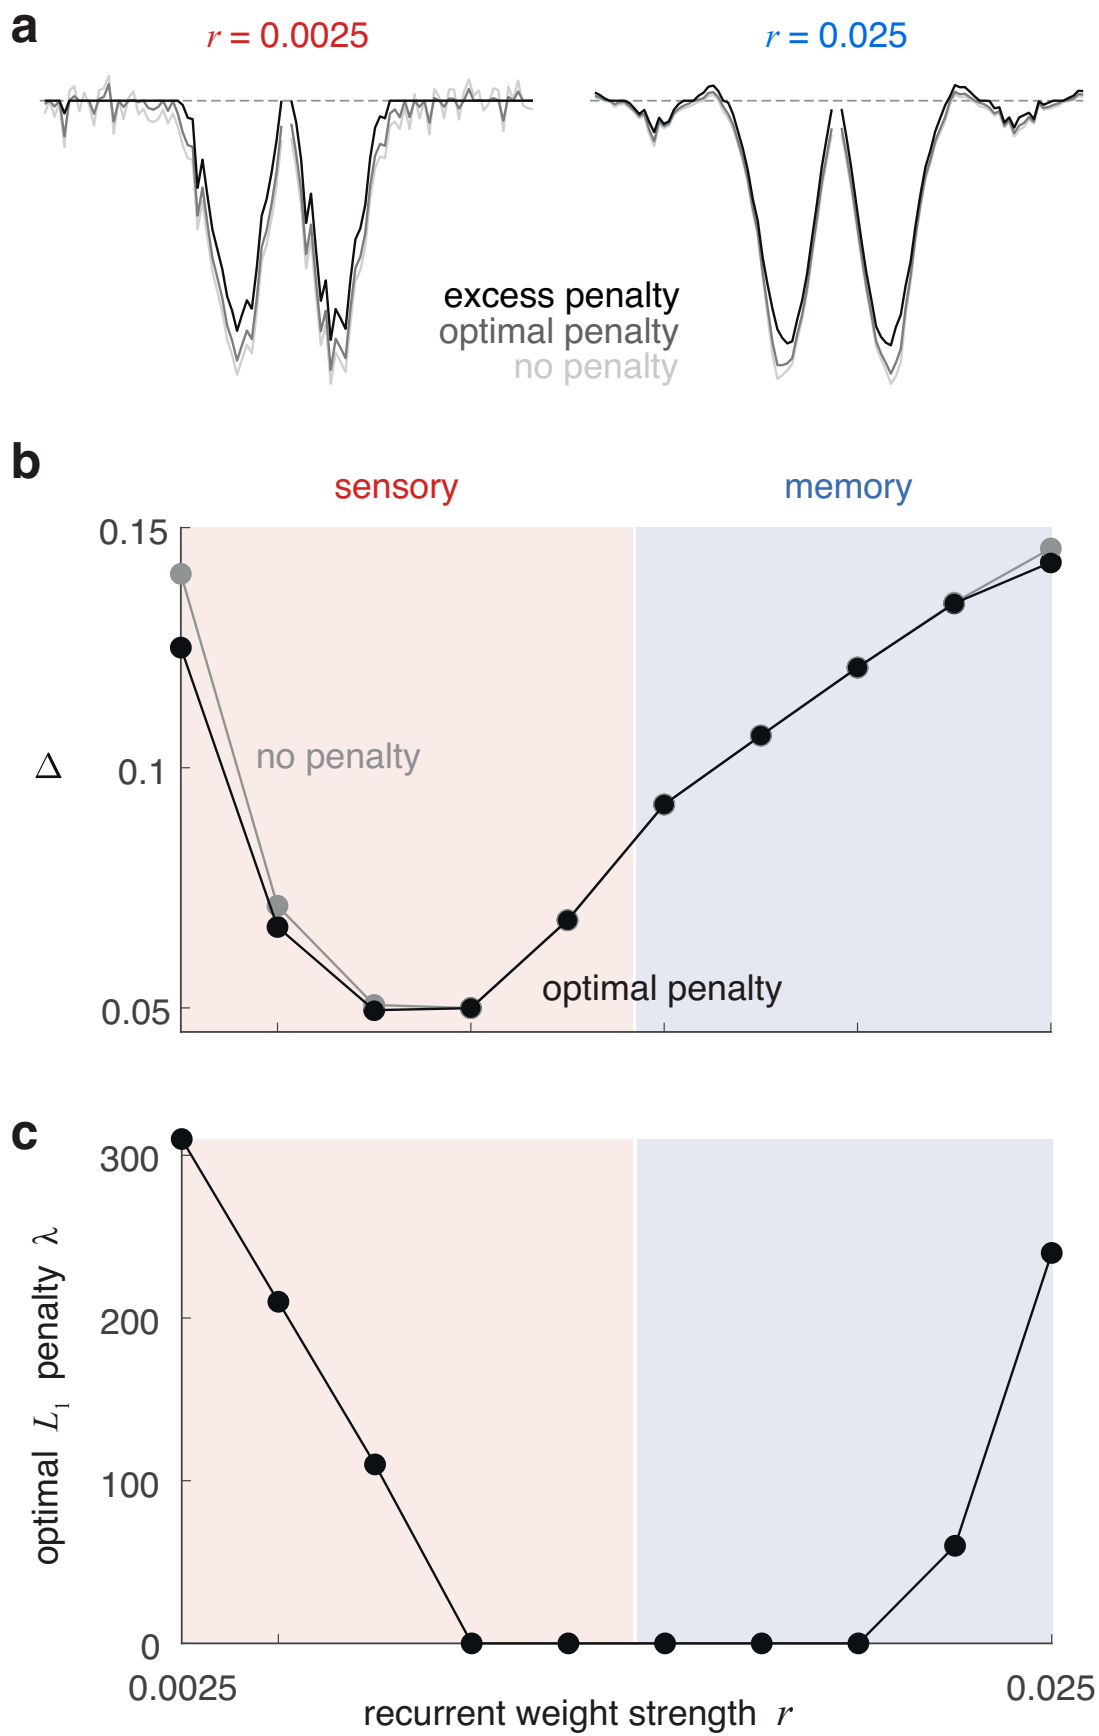 a
r = 0.0025
r = 0.025
excess penalty
optimal penalty
no penalty
b
sensory
memory
0.15
0.1
0.05
Δ
no penalty
optimal penalty
c
300
200
100
0
optimal L₁ penalty λ
0.0025
0.025
recurrent weight strength r